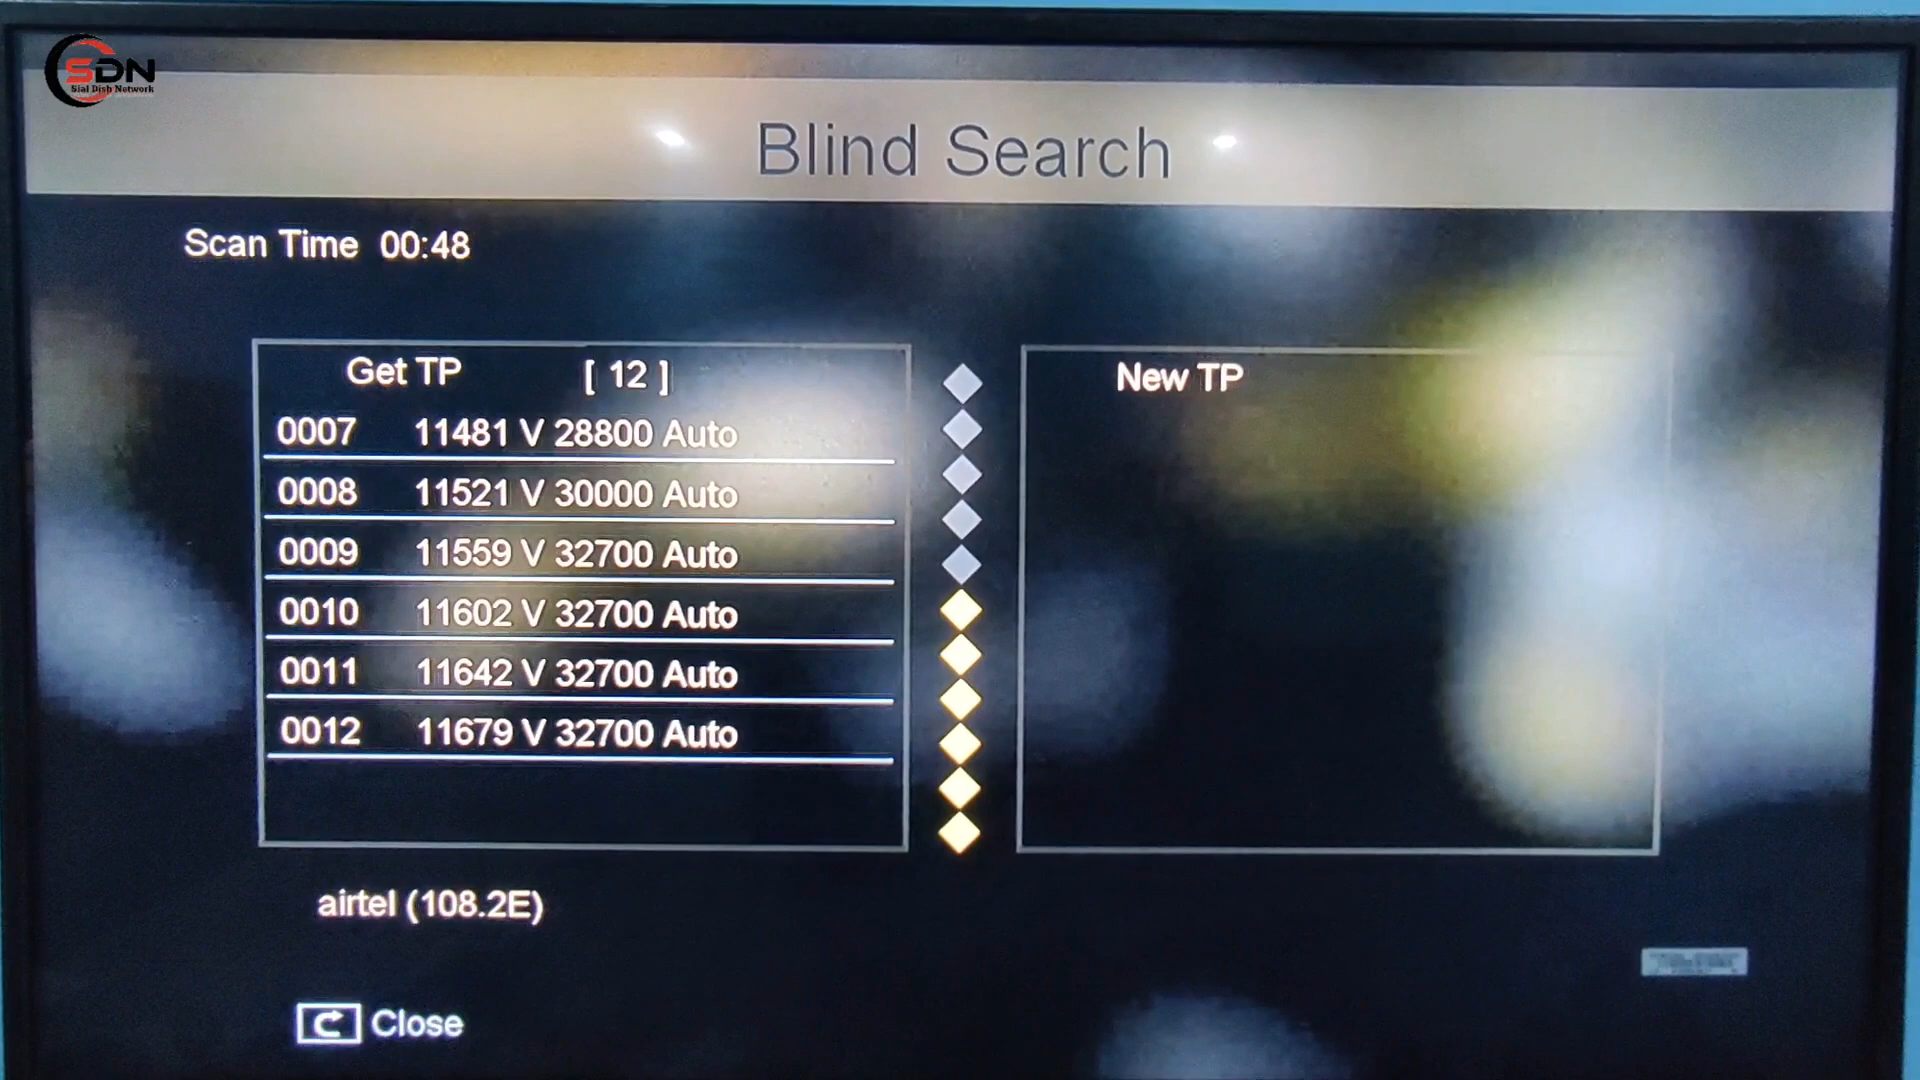 SDN
Sial Dish Network
Blind Search
Scan Time 00:48
Get TP [ 12 ]
0007 11481 V 28800 Auto
0008 11521 V 30000 Auto
0009 11559 V 32700 Auto
0010 11602 V 32700 Auto
0011 11642 V 32700 Auto
0012 11679 V 32700 Auto
New TP
airtel (108.2E)
Close